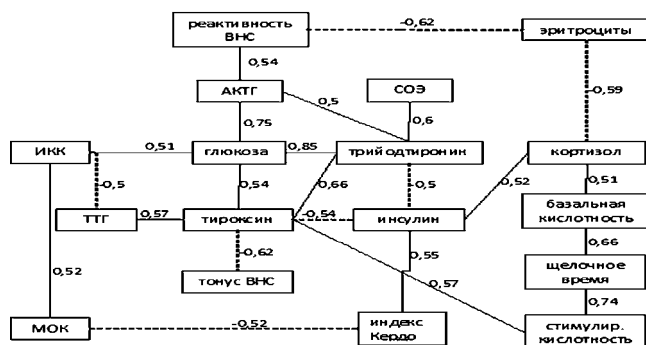 реактивность
ВНС
-0,62
эритроциты
0,54
АКТГ
СОЭ
-0,59
0,5
0,75
0,6
ИКК
0,51
глюкоза
0,85
трийодтироник
кортизол
-0,5
0,54
0,66
-0,5
0,52
0,51
базальная
кислотность
ТТГ
0,57
тироксин
-0,54
инсулин
0,66
-0,62
0,55
щелочное
время
тонус ВНС
0,57
0,52
0,74
МОК
-0,52
индекс
Кердо
стимулир.
кислотность